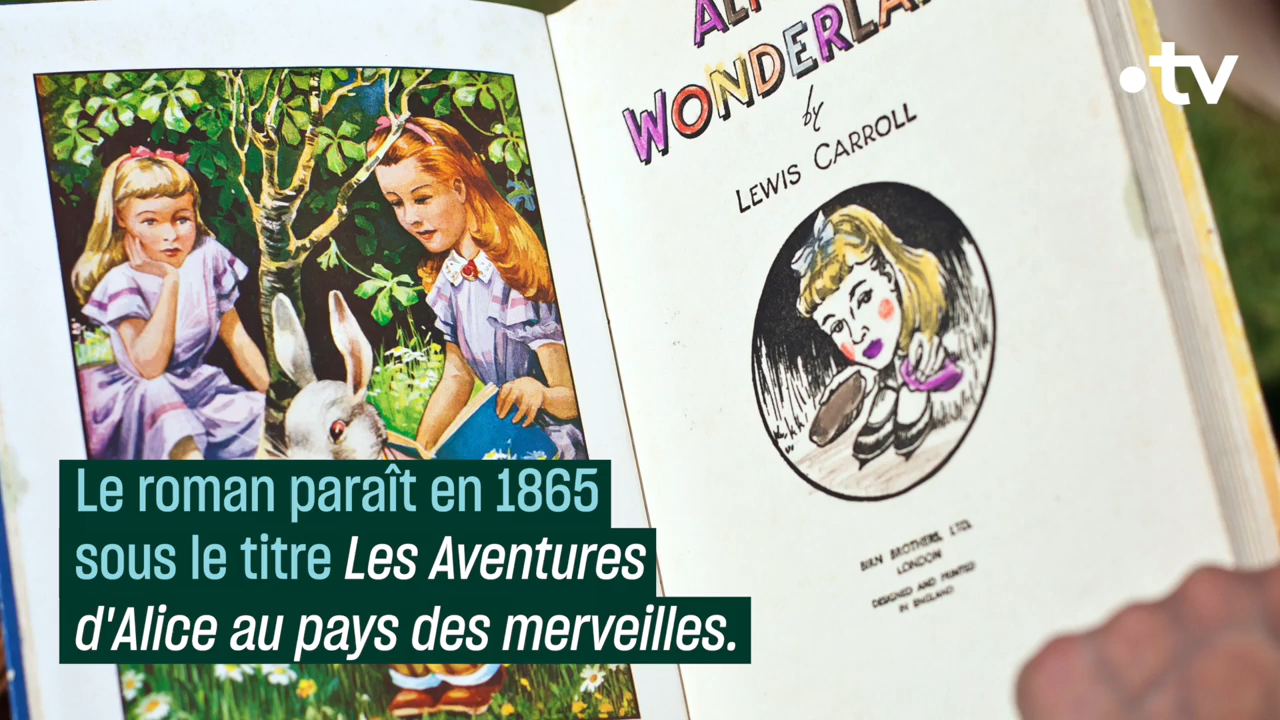 WONDERLA
by
LEWIS CARROLL
BIRN BROTHERS, LTD.
LONDON
DESIGNED AND PRINTED
IN ENGLAND
•tv
Le roman paraît en 1865
sous le titre Les Aventures
d'Alice au pays des merveilles.